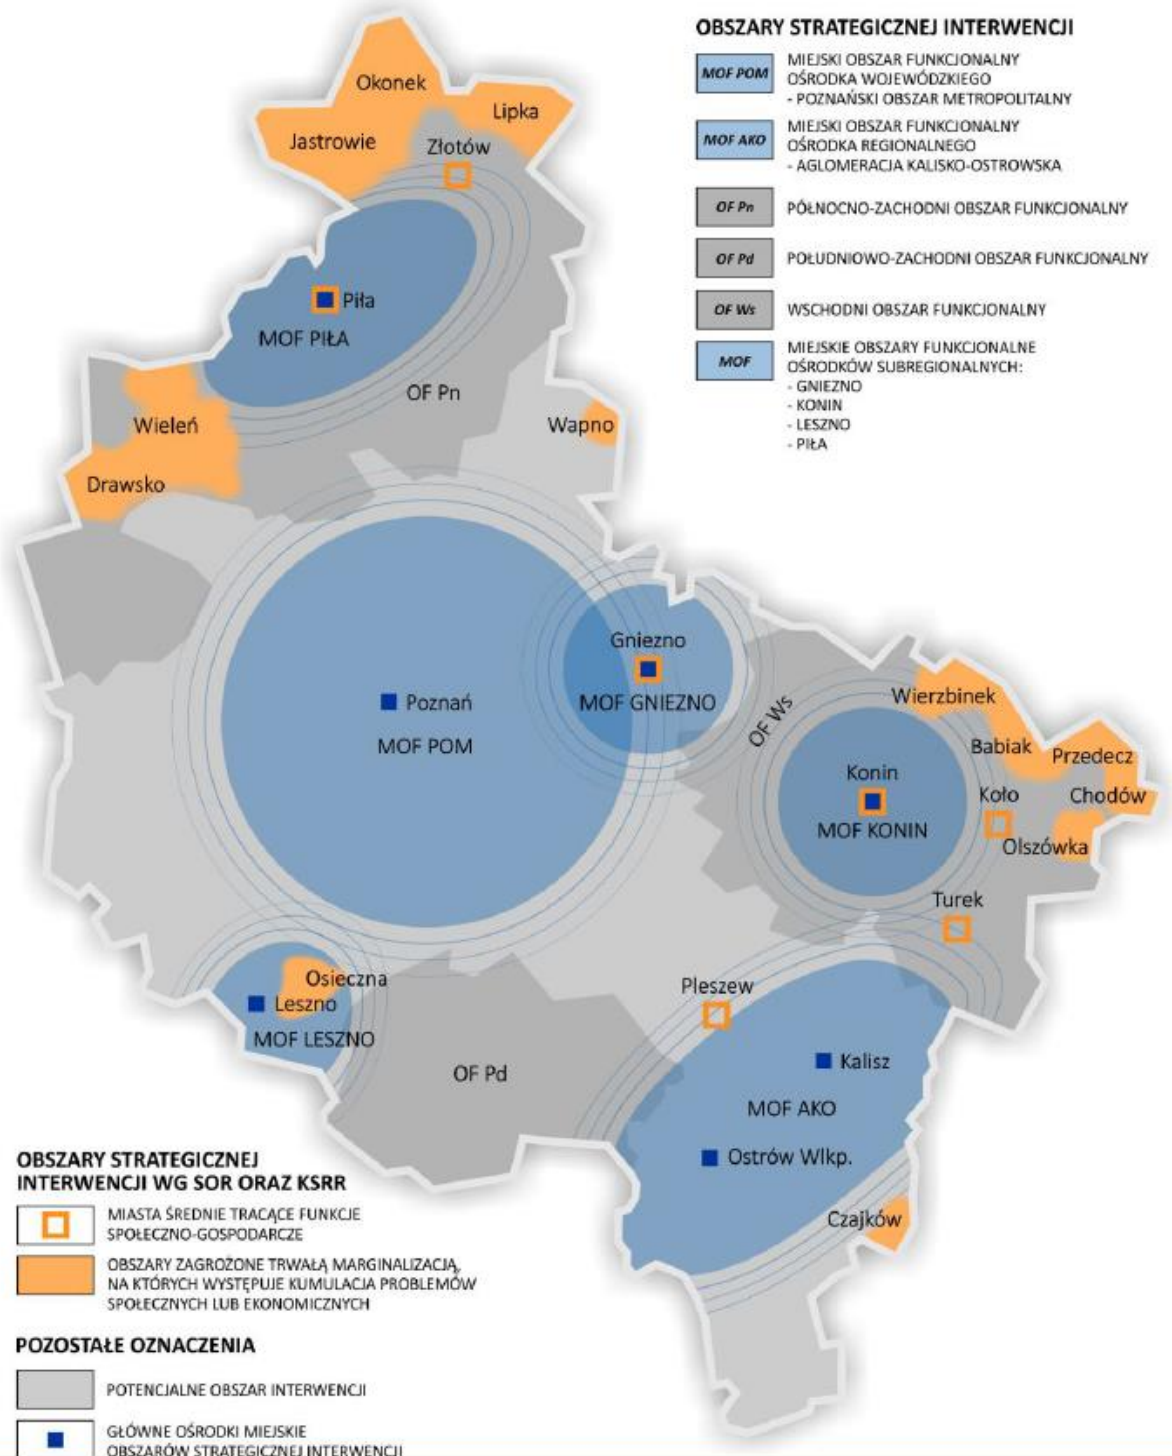 OBSZARY STRATEGICZNEJ INTERWENCJI
MOF POM
MIEJSKI OBSZAR FUNKCJONALNY
OŚRODKA WOJEWÓDZKIEGO
- POZNAŃSKI OBSZAR METROPOLITALNY
MOF AKO
MIEJSKI OBSZAR FUNKCJONALNY
OŚRODKA REGIONALNEGO
- AGLOMERACJA KALISKO-OSTROWSKA
OF Pn
PÓŁNOCNO-ZACHODNI OBSZAR FUNKCJONALNY
OF Pd
POŁUDNIOWO-ZACHODNI OBSZAR FUNKCJONALNY
OF Ws
WSCHODNI OBSZAR FUNKCJONALNY
MOF
MIEJSKIE OBSZARY FUNKCJONALNE
OŚRODKÓW SUBREGIONALNYCH:
- GNIEZNO
- KONIN
- LESZNO
- PIŁA
Okonek
Lipka
Jastrowie
Złotów
Piła
MOF PIŁA
OF Pn
Wapno
Wieleń
Drawsko
Gniezno
MOF GNIEZNO
Poznań
MOF POM
OF Ws
Wierzbinek
Babiak
Przedecz
Konin
MOF KONIN
Koło
Chodów
Olszówka
Turek
Osieczna
Leszno
MOF LESZNO
Pleszew
OF Pd
Kalisz
MOF AKO
Ostrów Wlkp.
Czajków
OBSZARY STRATEGICZNEJ
INTERWENCJI WG SOR ORAZ KSRR
MIASTA ŚREDNIE TRACĄCE FUNKCJE
SPOŁECZNO-GOSPODARCZE
OBSZARY ZAGROŻONE TRWAŁĄ MARGINALIZACJĄ,
NA KTÓRYCH WYSTĘPUJE KUMULACJA PROBLEMÓW
SPOŁECZNYCH LUB EKONOMICZNYCH
POZOSTAŁE OZNACZENIA
POTENCJALNE OBSZAR INTERWENCJI
GŁÓWNE OŚRODKI MIEJSKIE
OBSZARÓW STRATEGICZNEJ INTERWENCJI